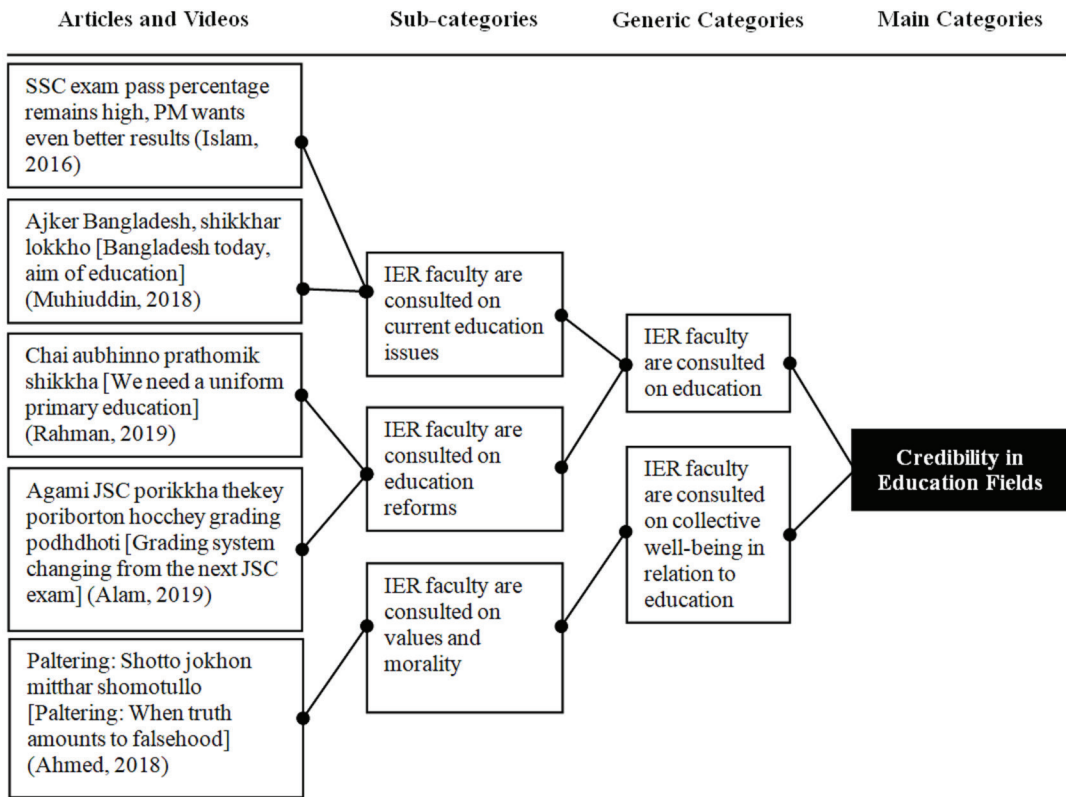 Articles and Videos
Sub-categories
Generic Categories
Main Categories
SSC exam pass percentage
remains high, PM wants
even better results (Islam,
2016)
Ajker Bangladesh, shikkhar
lokkho [Bangladesh today,
aim of education]
(Muhiuddin, 2018)
Chai aubhinno prathomik
shikkha [We need a uniform
primary education]
(Rahman, 2019)
Agami JSC porikkha thekey
poriborton hocchey grading
podhdhoti [Grading system
changing from the next JSC
exam] (Alam, 2019)
Paltering: Shotto jokhon
mitthar shomotullo
[Paltering: When truth
amounts to falsehood]
(Ahmed, 2018)
IER faculty are
consulted on
current education
issues
IER faculty are
consulted on
education
reforms
IER faculty are
consulted on
values and
morality
IER faculty
are consulted
on education
IER faculty
are consulted
on collective
well-being in
relation to
education
Credibility in
Education Fields